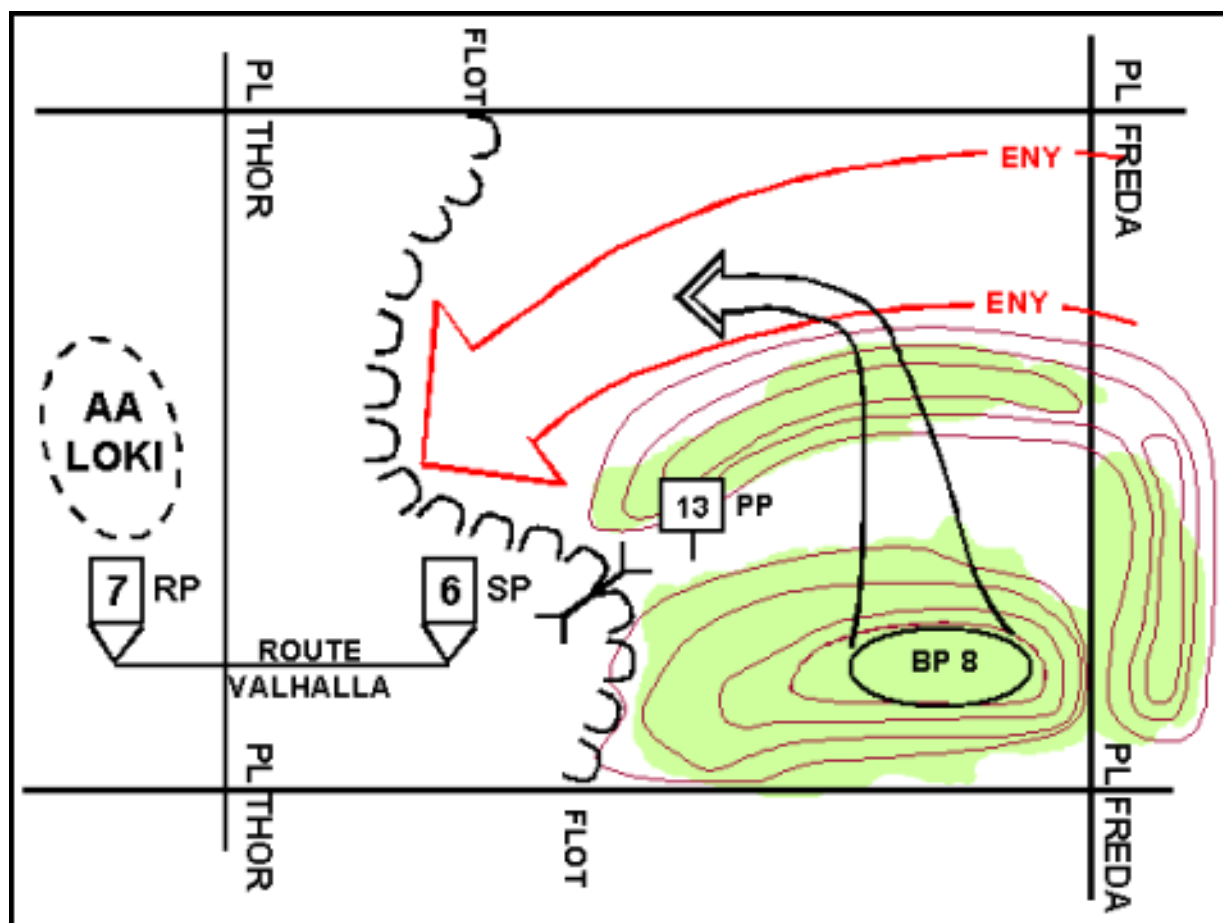 FLOT
PL THOR
PL FREDA
ENY
ENY
AA
LOKI
13 PP
7 RP
6 SP
ROUTE
VALHALLA
BP 8
PL THOR
FLOT
PL FREDA